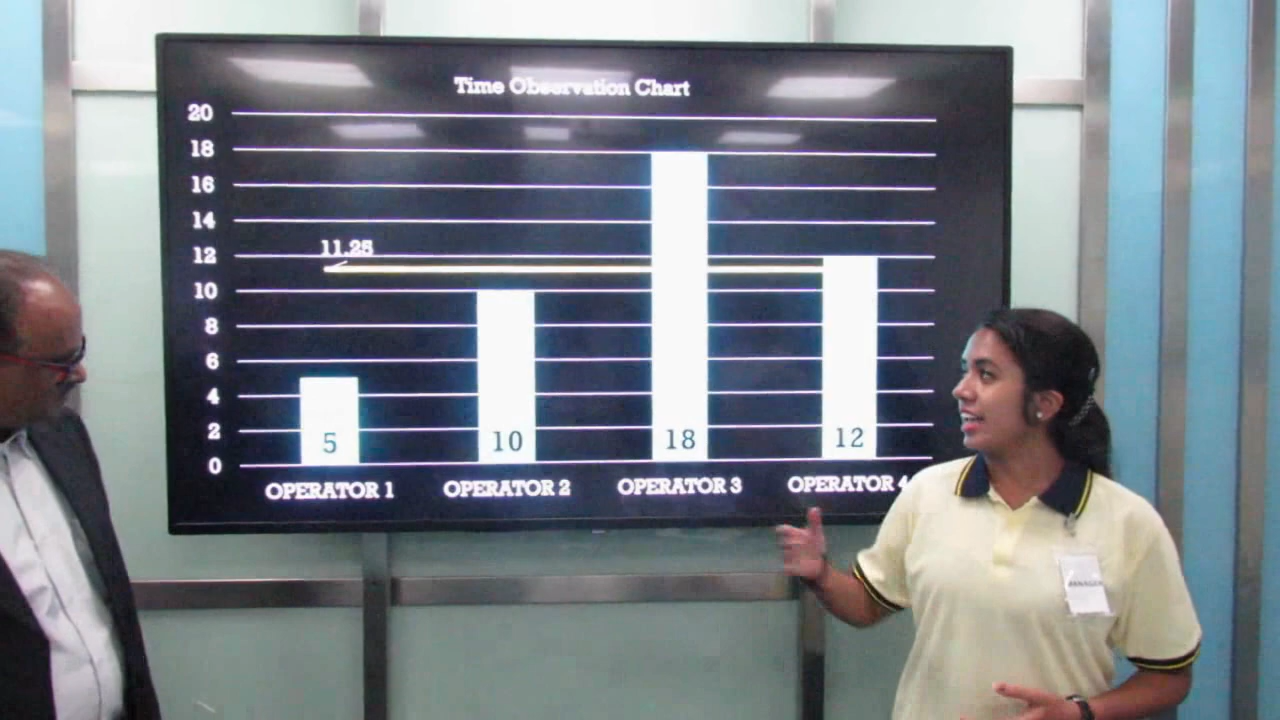 Time Observation Chart
20
18
16
14
12
10
8
6
4
2
0
11.25
5
10
18
12
OPERATOR 1
OPERATOR 2
OPERATOR 3
OPERATOR 4
MANAGER